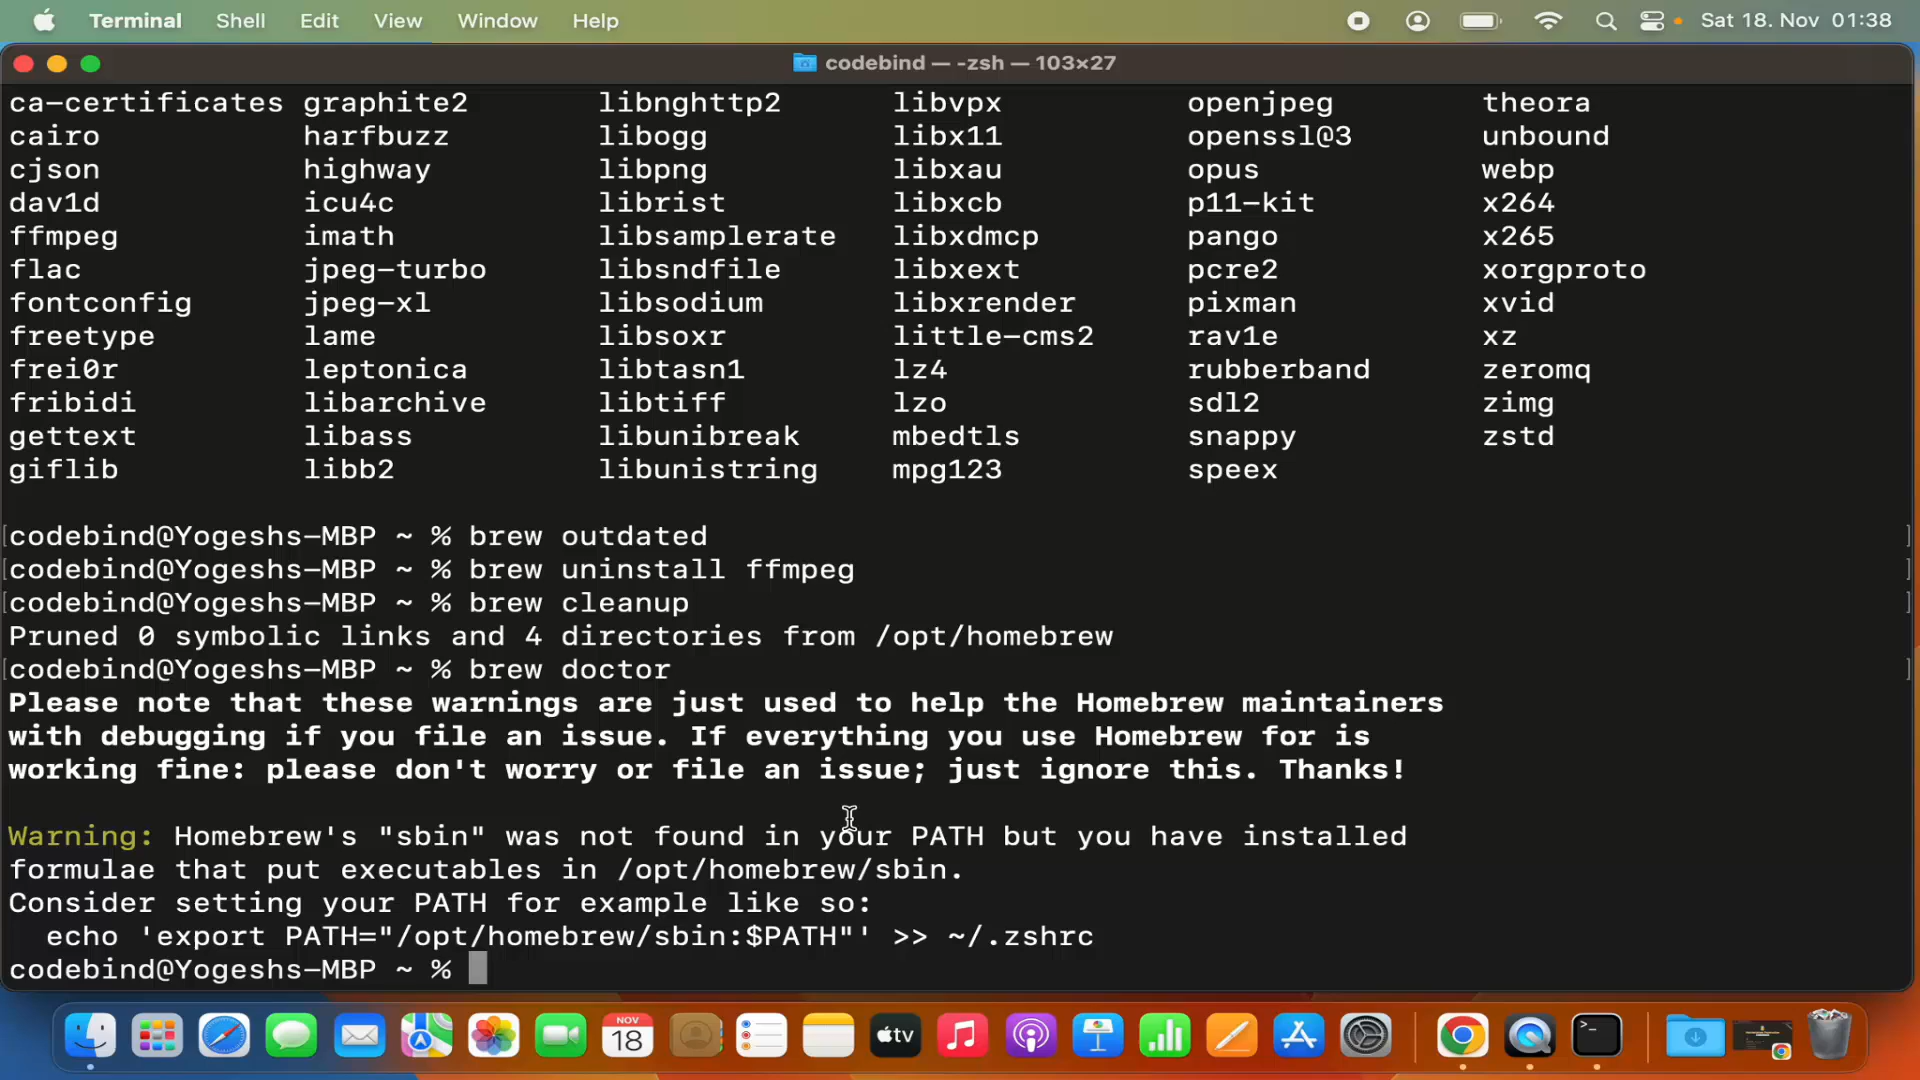 Terminal Shell Edit View Window Help Sat 18. Nov 01:38
codebind — -zsh — 103×27
ca-certificates graphite2 libnghttp2 libvpx openjpeg theora
cairo harfbuzz libogg libx11 openssl@3 unbound
cjson highway libpng libxau opus webp
dav1d icu4c librist libxcb p11-kit x264
ffmpeg imath libsamplerate libxdmcp pango x265
flac jpeg-turbo libsndfile libxext pcre2 xorgproto
fontconfig jpeg-xl libsodium libxrender pixman xvid
freetype lame libsoxr little-cms2 rav1e xz
frei0r leptonica libtasn1 lz4 rubberband zeromq
fribidi libarchive libtiff lzo sdl2 zimg
gettext libass libunibreak mbedtls snappy zstd
giflib libb2 libunistring mpg123 speex
[codebind@Yogeshs-MBP ~ % brew outdated ]
[codebind@Yogeshs-MBP ~ % brew uninstall ffmpeg ]
[codebind@Yogeshs-MBP ~ % brew cleanup ]
Pruned 0 symbolic links and 4 directories from /opt/homebrew
[codebind@Yogeshs-MBP ~ % brew doctor ]
Please note that these warnings are just used to help the Homebrew maintainers
with debugging if you file an issue. If everything you use Homebrew for is
working fine: please don't worry or file an issue; just ignore this. Thanks!
Warning: Homebrew's "sbin" was not found in your PATH but you have installed
formulae that put executables in /opt/homebrew/sbin.
Consider setting your PATH for example like so:
echo 'export PATH="/opt/homebrew/sbin:$PATH"' >> ~/.zshrc
codebind@Yogeshs-MBP ~ %
NOV
18
tv